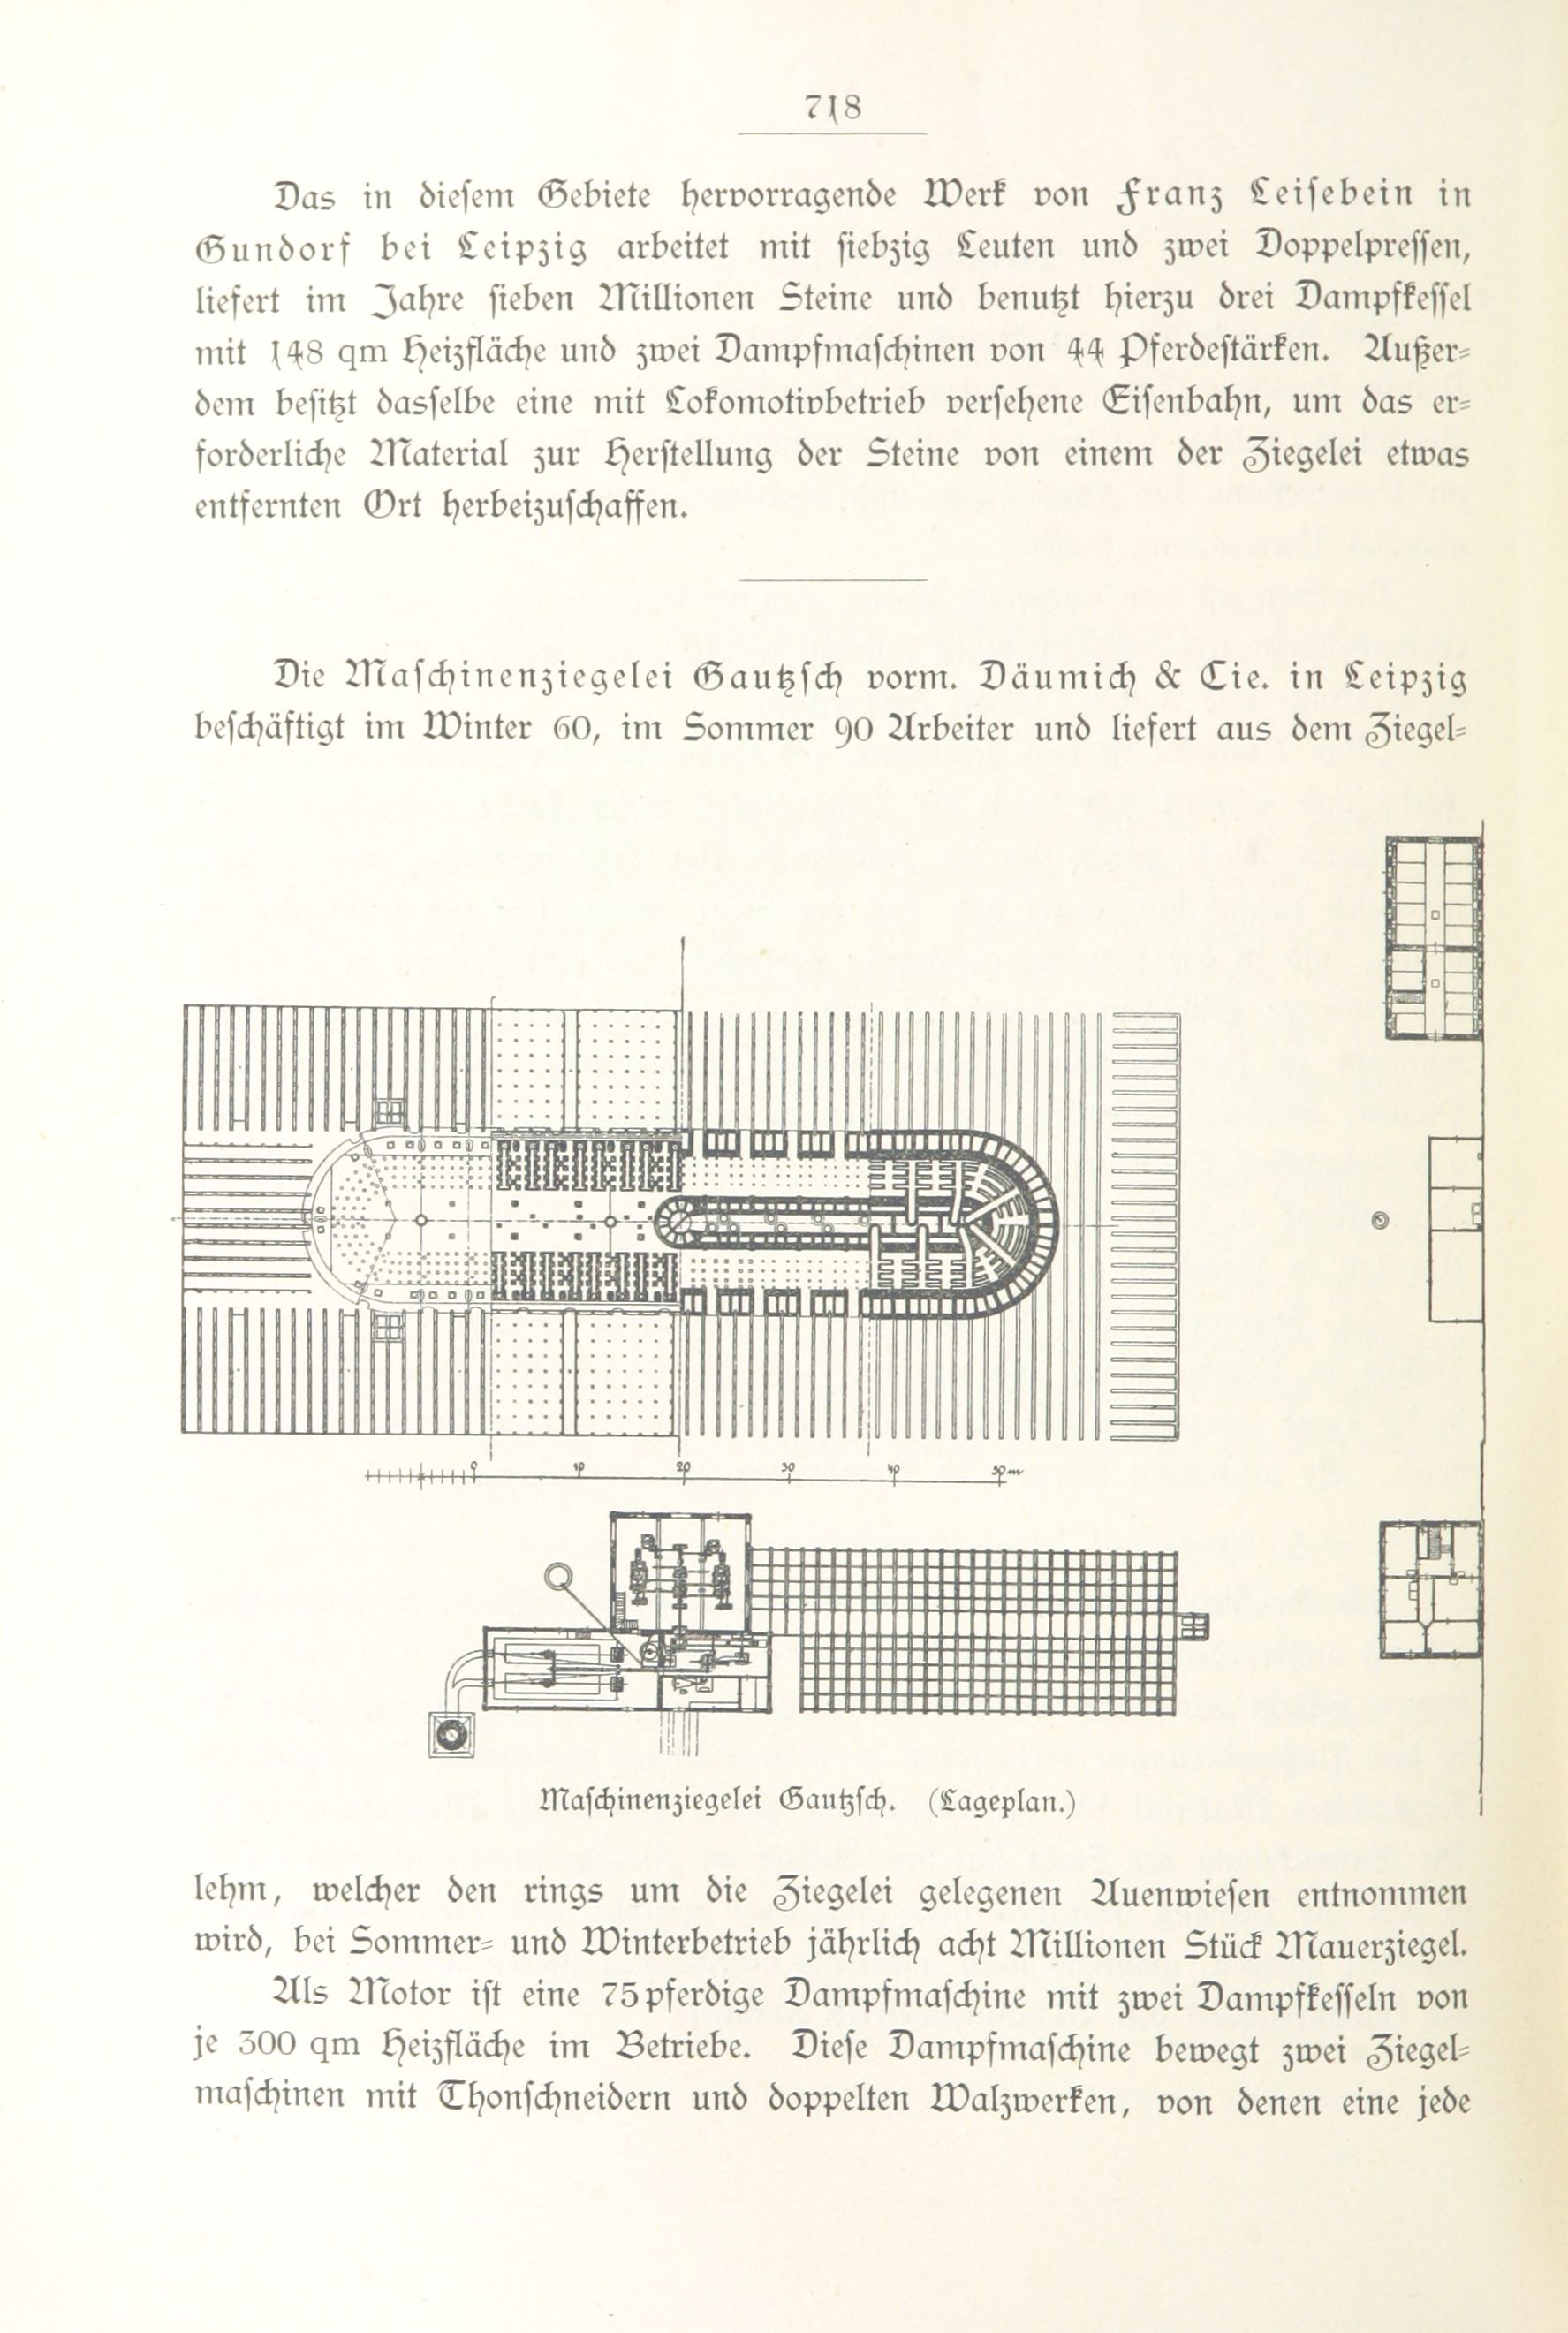 718
Das in dieſem Gebiete hervorragende Werk von Franz Leiſebein in
Gundorf bei Leipzig arbeitet mit ſiebzig Leuten und zwei Doppelpreſſen,
liefert im Jahre ſieben Millionen Steine und benutzt hierzu drei Dampfkeſſel
mit 148 qm Heizfläche und zwei Dampfmaſchinen von 44 Pferdeſtärken. Außer-
dem beſitzt dasſelbe eine mit Lokomotivbetrieb verſehene Eiſenbahn, um das er-
forderliche Material zur Herſtellung der Steine von einem der Ziegelei etwas
entfernten Ort herbeizuſchaffen.
Die Maſchinenziegelei Gautzſch vorm. Däumich & Cie. in Leipzig
beſchäftigt im Winter 60, im Sommer 90 Arbeiter und liefert aus dem Ziegel-
0 10 20 30 40 50 m
Maſchinenziegelei Gautzſch. (Lageplan.)
lehm, welcher den rings um die Ziegelei gelegenen Auenwieſen entnommen
wird, bei Sommer- und Winterbetrieb jährlich acht Millionen Stück Mauerziegel.
Als Motor iſt eine 75pferdige Dampfmaſchine mit zwei Dampfkeſſeln von
je 300 qm Heizfläche im Betriebe. Dieſe Dampfmaſchine bewegt zwei Ziegel-
maſchinen mit Thonſchneidern und doppelten Walzwerken, von denen eine jede